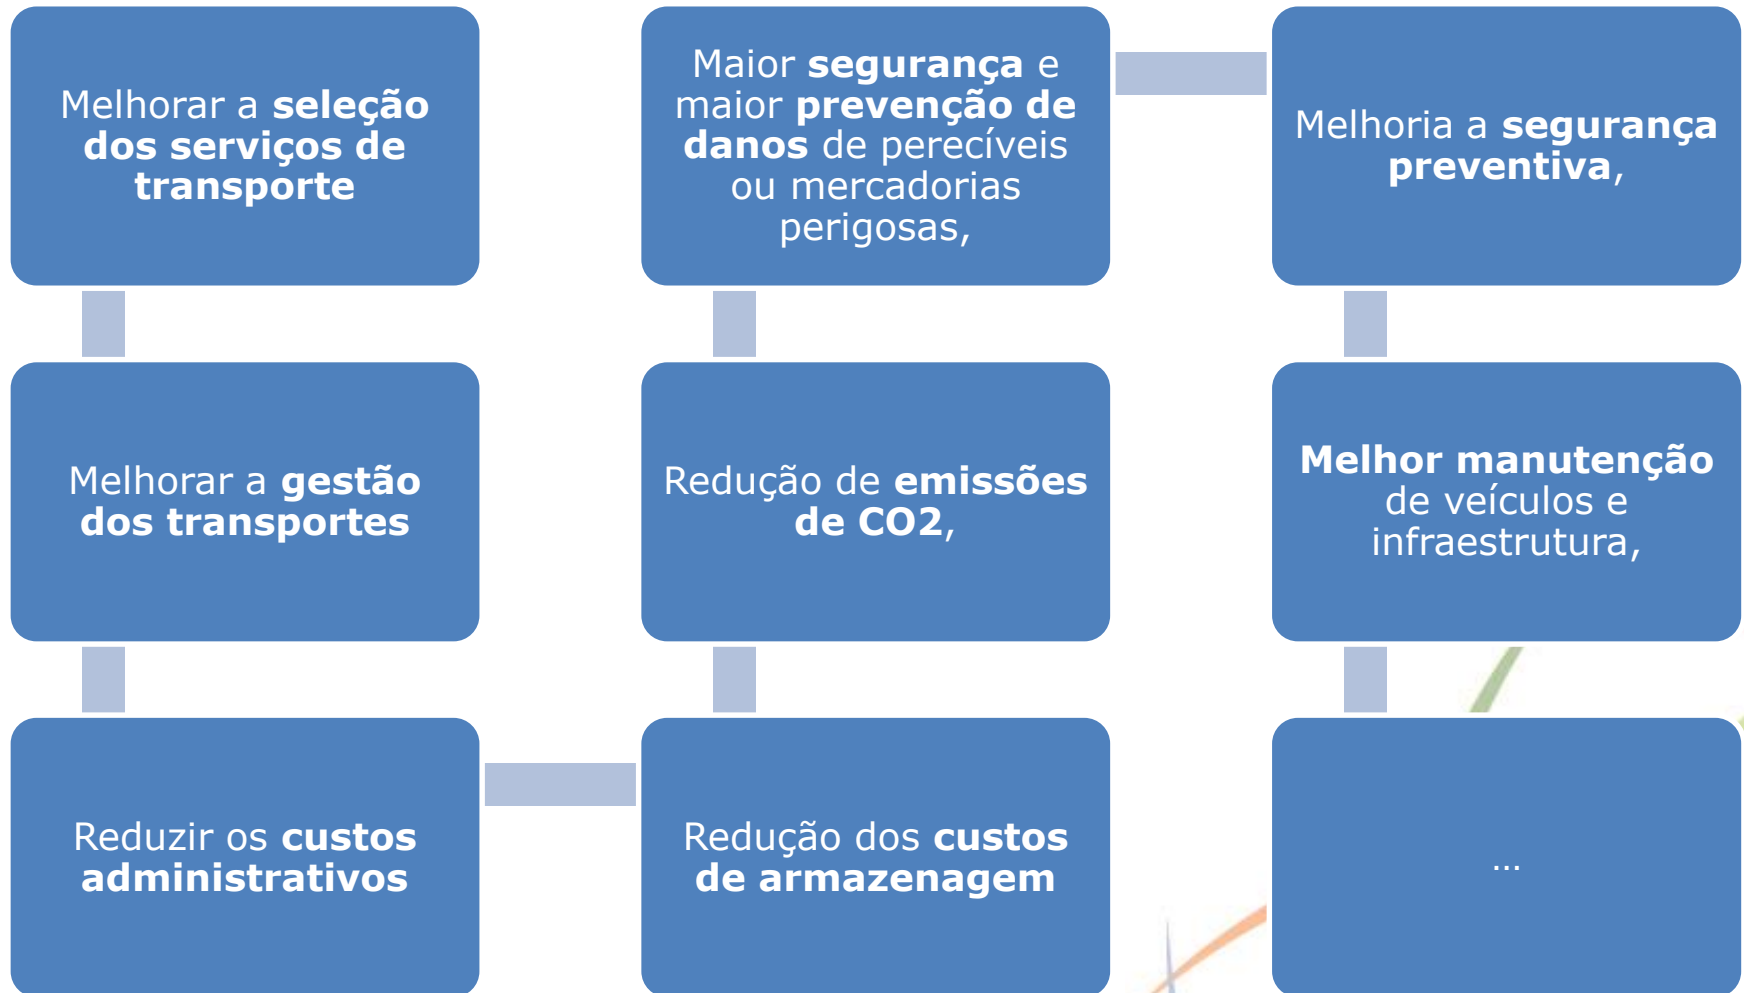 Melhorar a seleção
dos serviços de
transporte
Melhorar a gestão
dos transportes
Reduzir os custos
administrativos
Redução dos custos
de armazenagem
Redução de emissões
de CO2,
Maior segurança e
maior prevenção de
danos de perecíveis
ou mercadorias
perigosas,
Melhoria a segurança
preventiva,
Melhor manutenção
de veículos e
infraestrutura,
...